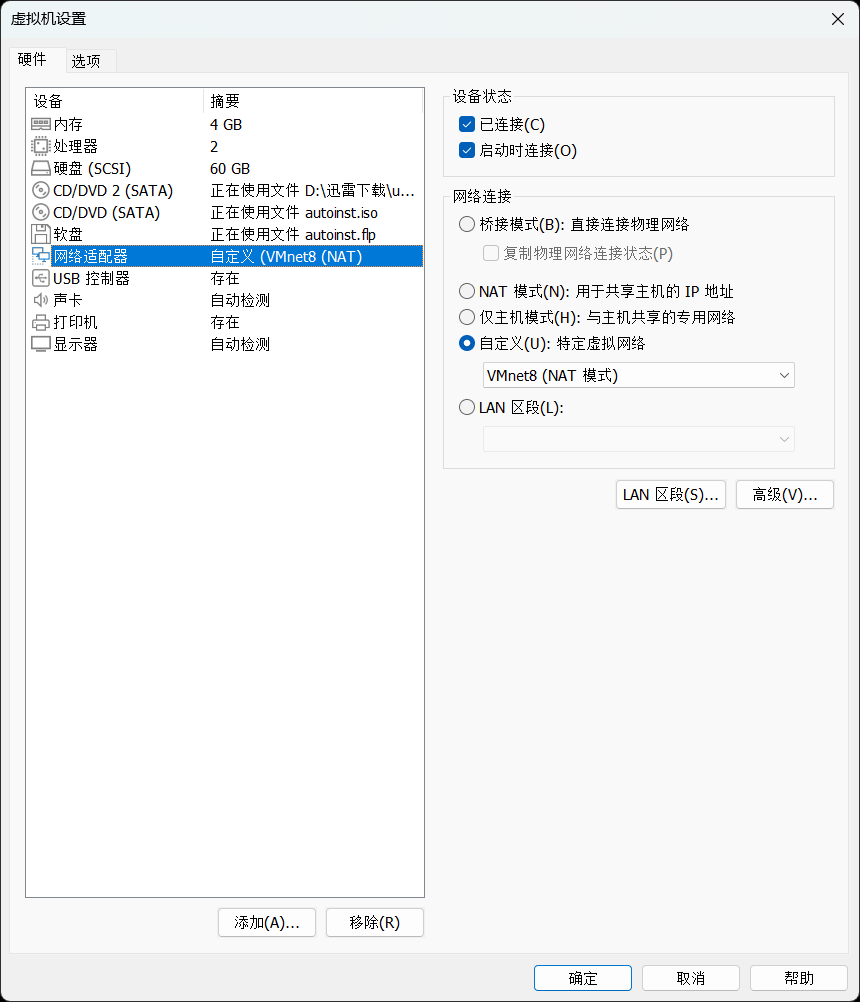 虚拟机设置
硬件 选项
设备 摘要
内存 4 GB
处理器 2
硬盘 (SCSI) 60 GB
CD/DVD 2 (SATA) 正在使用文件 D:\迅雷下载\u...
CD/DVD (SATA) 正在使用文件 autoinst.iso
软盘 正在使用文件 autoinst.flp
网络适配器 自定义 (VMnet8 (NAT)
USB 控制器 存在
声卡 自动检测
打印机 存在
显示器 自动检测
添加(A)... 移除(R)
设备状态
已连接(C)
启动时连接(O)
网络连接
桥接模式(B): 直接连接物理网络
复制物理网络连接状态(P)
NAT 模式(N): 用于共享主机的 IP 地址
仅主机模式(H): 与主机共享的专用网络
自定义(U): 特定虚拟网络
VMnet8 (NAT 模式)
LAN 区段(L):
LAN 区段(S)... 高级(V)...
确定 取消 帮助